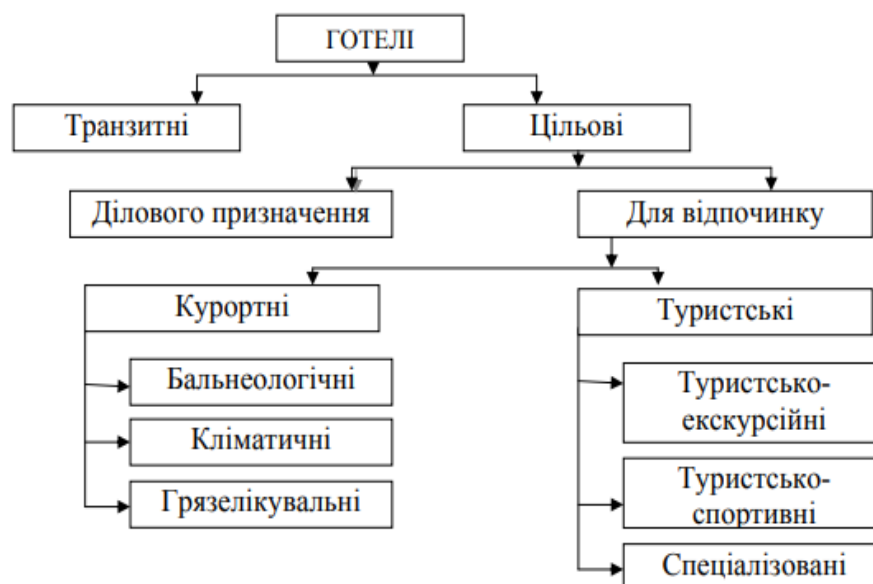 ГОТЕЛІ
Транзитні
Цільові
Ділового призначення
Для відпочинку
Курортні
Туристські
Бальнеологічні
Кліматичні
Грязелікувальні
Туристсько-
екскурсійні
Туристсько-
спортивні
Спеціалізовані